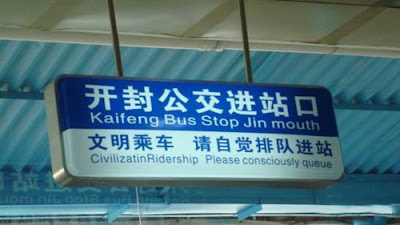 开封公交进站口
Kaifeng Bus Stop Jin mouth
文明乘车 请自觉排队进站
CivilizatinRidership Please consciously queue